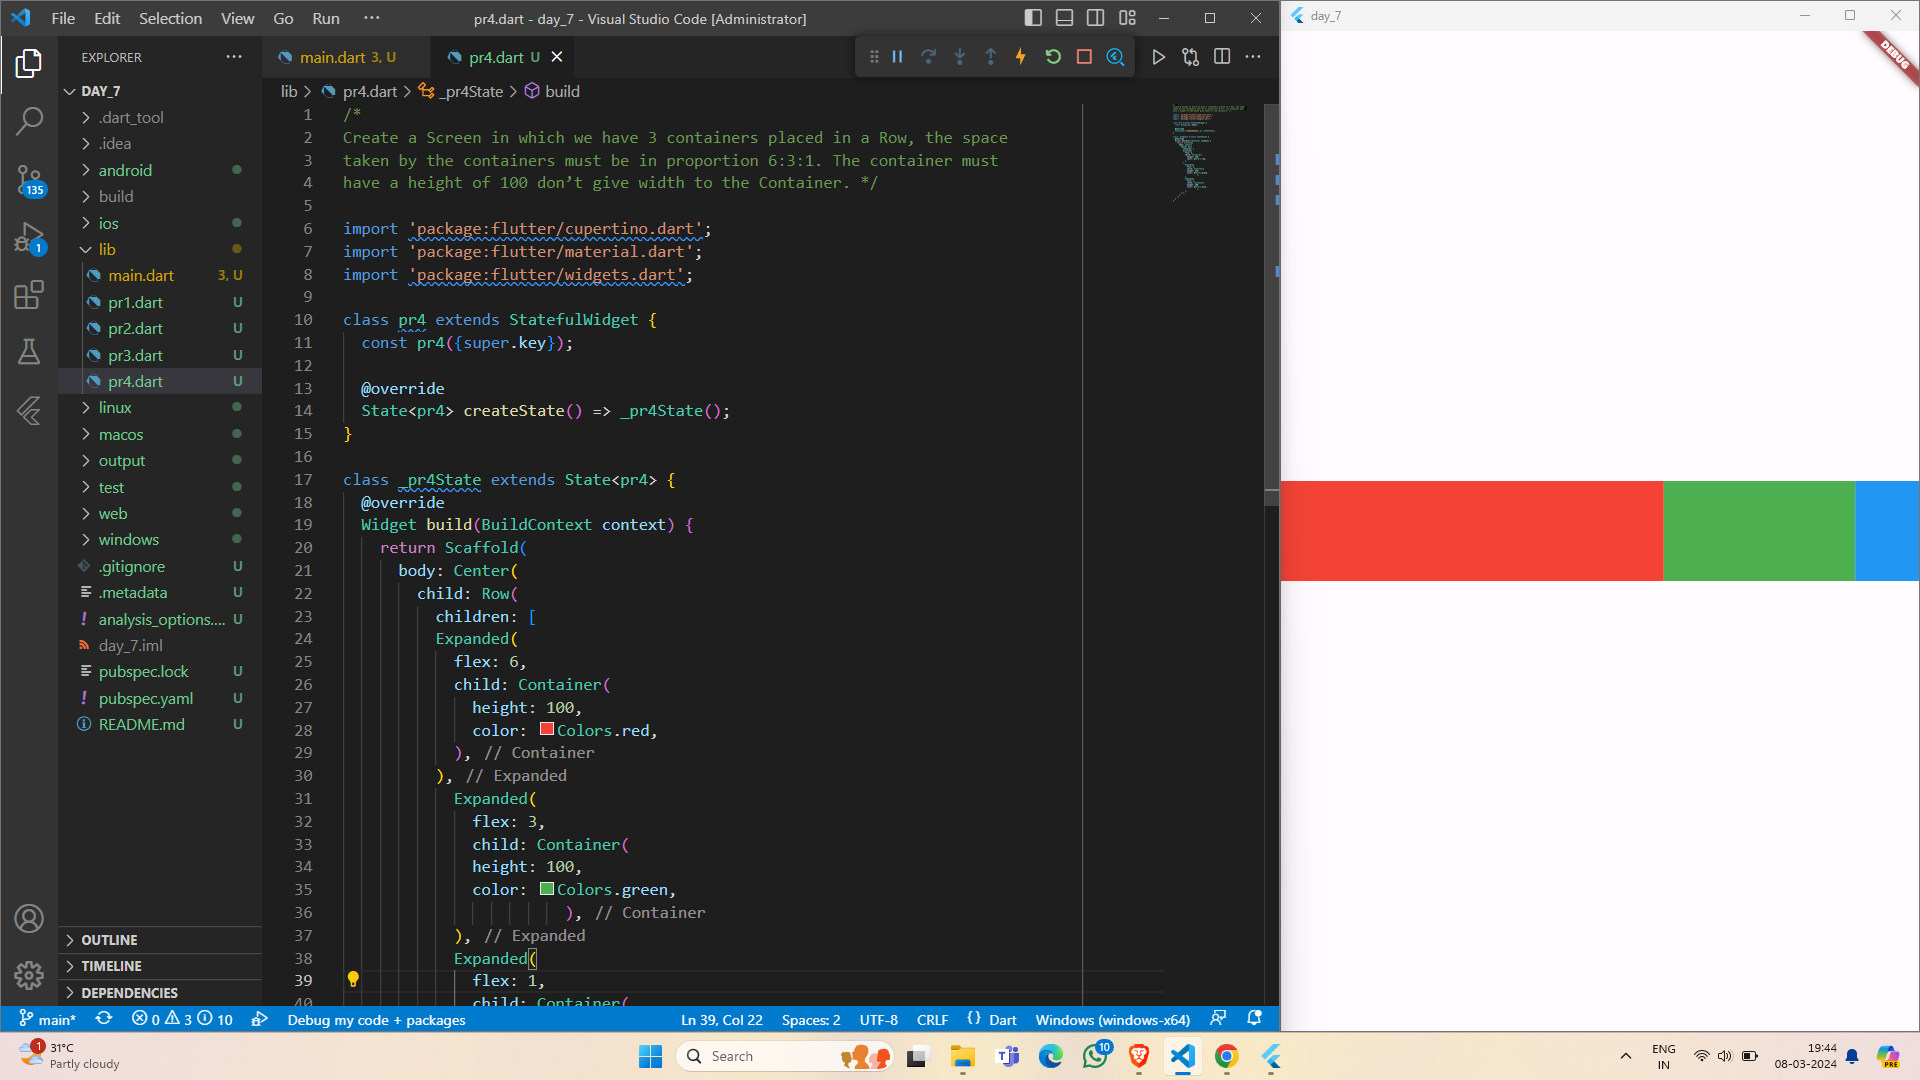 File Edit Selection View Go Run ···
pr4.dart - day_7 - Visual Studio Code [Administrator]
day_7
DEBUG
EXPLORER
main.dart 3, U
pr4.dart U
DAY_7
.dart_tool
.idea
android
build
ios
lib
main.dart 3, U
pr1.dart U
pr2.dart U
pr3.dart U
pr4.dart U
linux
macos
output
test
web
windows
.gitignore U
.metadata U
analysis_options.... U
day_7.iml
pubspec.lock U
pubspec.yaml U
README.md U
OUTLINE
TIMELINE
DEPENDENCIES
135
1
lib > pr4.dart > _pr4State > build
1 /*
2 Create a Screen in which we have 3 containers placed in a Row, the space
3 taken by the containers must be in proportion 6:3:1. The container must
4 have a height of 100 don’t give width to the Container. */
5
6 import 'package:flutter/cupertino.dart';
7 import 'package:flutter/material.dart';
8 import 'package:flutter/widgets.dart';
9
10 class pr4 extends StatefulWidget {
11 const pr4({super.key});
12
13 @override
14 State<pr4> createState() => _pr4State();
15 }
16
17 class _pr4State extends State<pr4> {
18 @override
19 Widget build(BuildContext context) {
20 return Scaffold(
21 body: Center(
22 child: Row(
23 children: [
24 Expanded(
25 flex: 6,
26 child: Container(
27 height: 100,
28 color: Colors.red,
29 ), // Container
30 ), // Expanded
31 Expanded(
32 flex: 3,
33 child: Container(
34 height: 100,
35 color: Colors.green,
36 ), // Container
37 ), // Expanded
38 Expanded(
39 flex: 1,
40 child: Container(
main* 0 3 10 Debug my code + packages
Ln 39, Col 22 Spaces: 2 UTF-8 CRLF {} Dart Windows (windows-x64)
1
31°C
Partly cloudy
Search
10
ENG
IN
19:44
08-03-2024
PRE